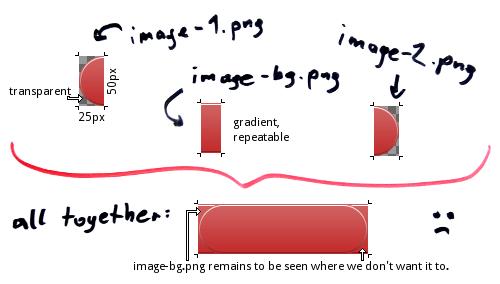 image-1.png
image-2.png
image-bg.png
transparent
50px
25px
gradient,
repeatable
all together:
image-bg.png remains to be seen where we don't want it to.